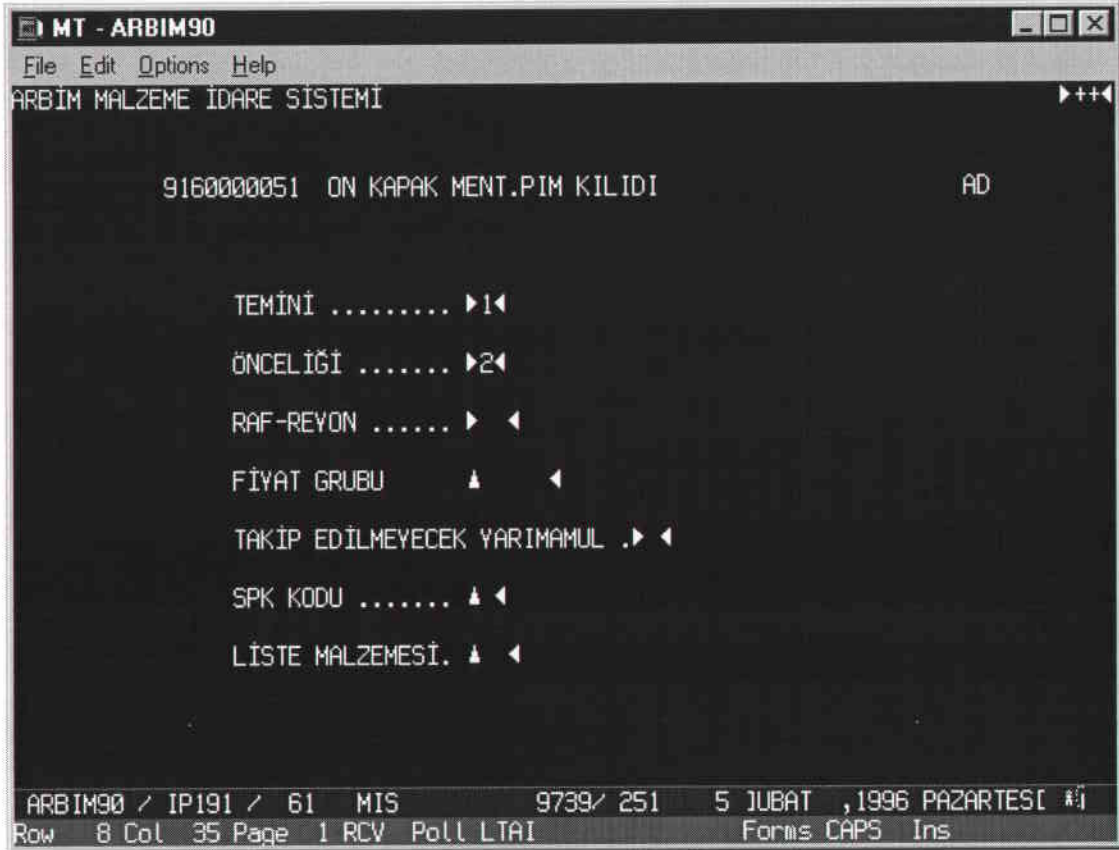 MT - ARBIM90
File Edit Options Help
ARBİM MALZEME İDARE SİSTEMİ ▶++◀
9160000051 ON KAPAK MENT.PIM KILIDI AD
TEMİNİ ......... ▶1◀
ÖNCELİĞİ ....... ▶2◀
RAF-REYON ...... ▶ ◀
FİYAT GRUBU ▲ ◀
TAKİP EDİLMEYECEK YARIMAMUL .▶ ◀
SPK KODU ....... ▲ ◀
LİSTE MALZEMESİ. ▲ ◀
ARBIM90 / IP191 / 61 MIS 9739/ 251 5 ]UBAT ,1996 PAZARTES[
Row 8 Col 35 Page 1 RCV Poll LTAI Forms CAPS Ins